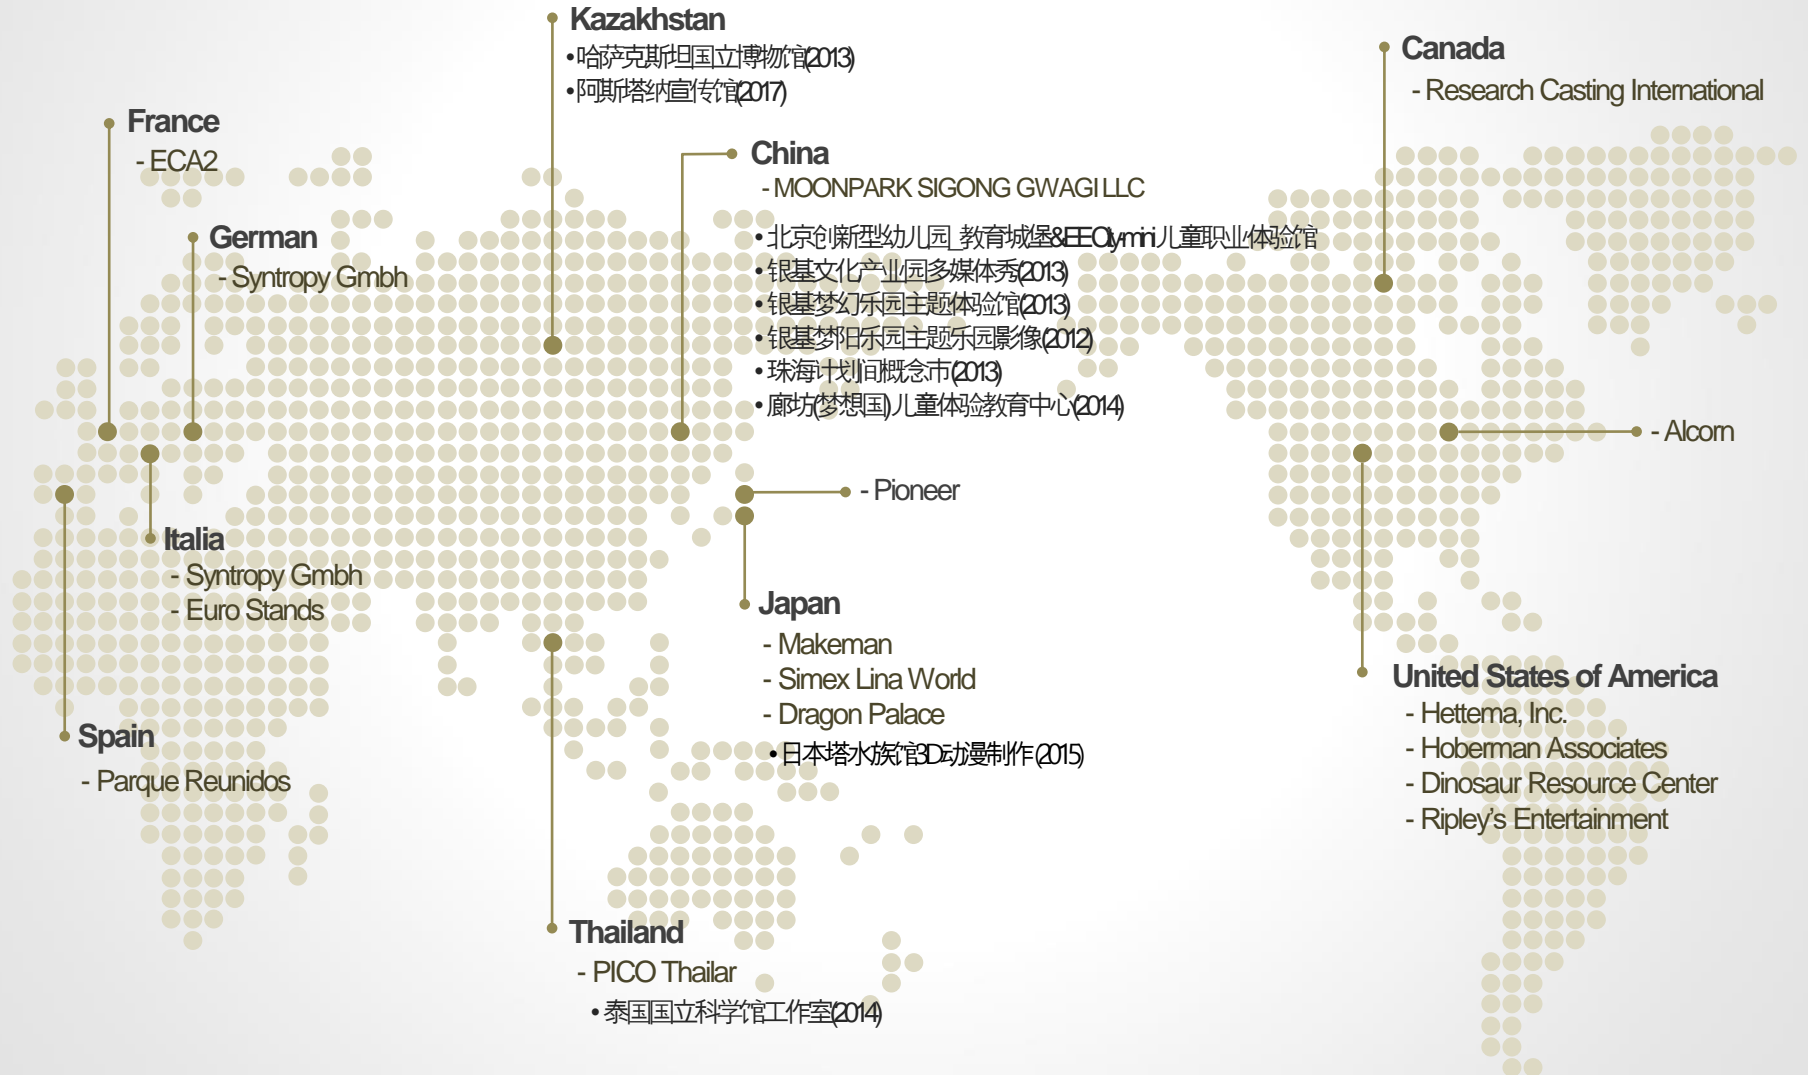 Kazakhstan
•哈萨克斯坦国立博物馆(2013)
•阿斯塔纳宣传馆(2017)
Canada
- Research Casting International
France
- ECA2
China
- MOONPARK SIGONG GWAGI LLC
•北京创新型幼儿园_教育城堡&EEOlymini儿童职业体验馆
•银基文化产业园多媒体秀(2013)
•银基梦幻乐园主题体验馆(2013)
•银基梦阳乐园主题乐园影像(2012)
•珠海计划间概念市(2013)
•廊坊(梦想国)儿童体验教育中心(2014)
German
- Syntropy Gmbh
- Alcorn
- Pioneer
Italia
- Syntropy Gmbh
- Euro Stands
Japan
- Makeman
- Simex Lina World
- Dragon Palace
•日本塔水族馆3D动漫制作(2015)
United States of America
- Hettema, Inc.
- Hoberman Associates
- Dinosaur Resource Center
- Ripley’s Entertainment
Spain
- Parque Reunidos
Thailand
- PICO Thailar
•泰国国立科学馆工作室(2014)